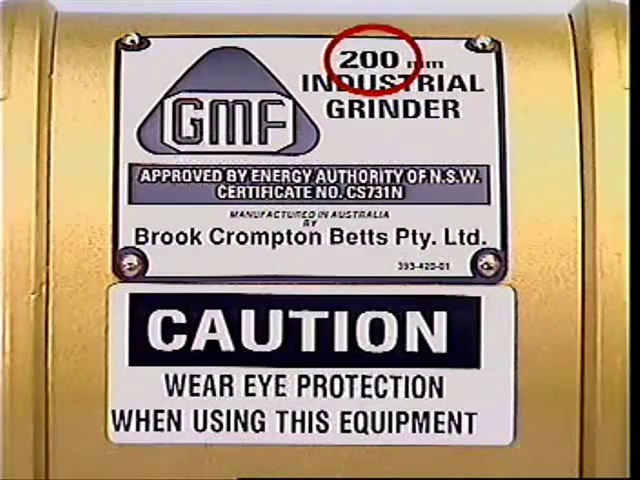 200 mm
INDUSTRIAL
GRINDER
GMF
APPROVED BY ENERGY AUTHORITY OF N.S.W.
CERTIFICATE NO. CS731N
MANUFACTURED IN AUSTRALIA
BY
Brook Crompton Betts Pty. Ltd.
393-420-01
CAUTION
WEAR EYE PROTECTION
WHEN USING THIS EQUIPMENT